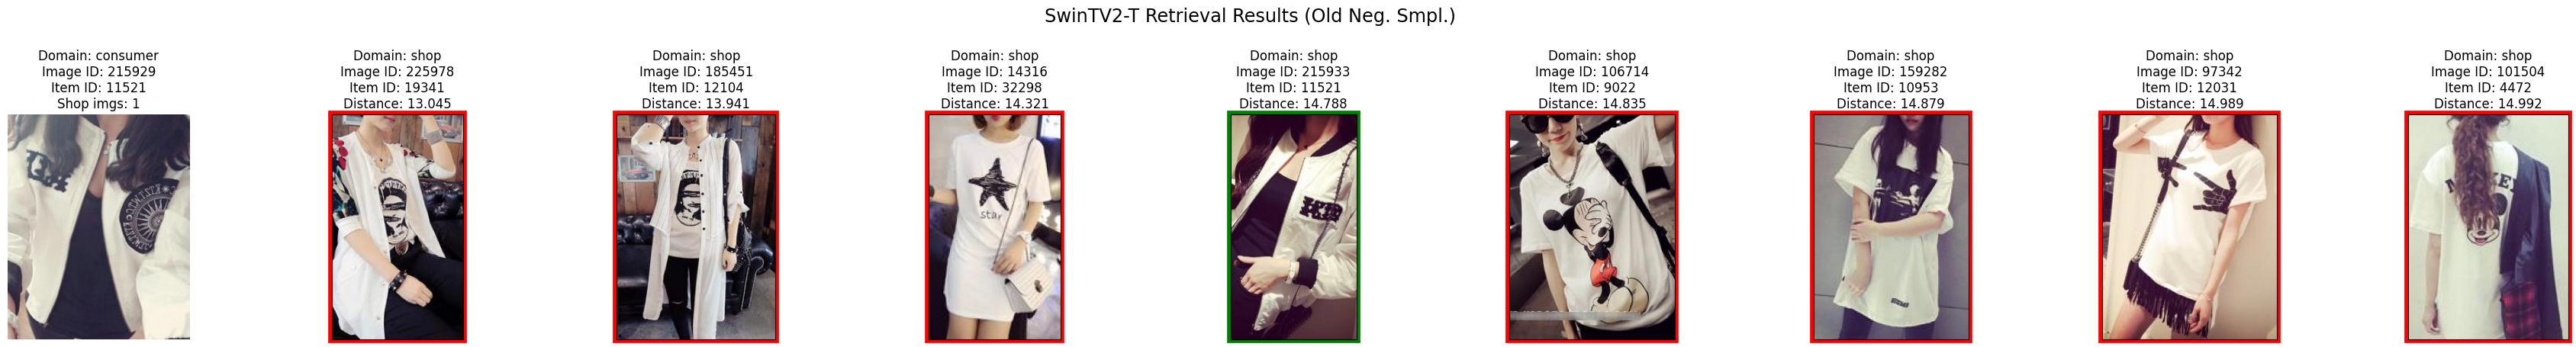 SwinTV2-T Retrieval Results (Old Neg. Smpl.)
Domain: consumer
Image ID: 215929
Item ID: 11521
Shop imgs: 1
Domain: shop
Image ID: 225978
Item ID: 19341
Distance: 13.045
Domain: shop
Image ID: 185451
Item ID: 12104
Distance: 13.941
Domain: shop
Image ID: 14316
Item ID: 32298
Distance: 14.321
star
Domain: shop
Image ID: 215933
Item ID: 11521
Distance: 14.788
Domain: shop
Image ID: 106714
Item ID: 9022
Distance: 14.835
Domain: shop
Image ID: 159282
Item ID: 10953
Distance: 14.879
Domain: shop
Image ID: 97342
Item ID: 12031
Distance: 14.989
Domain: shop
Image ID: 101504
Item ID: 4472
Distance: 14.992